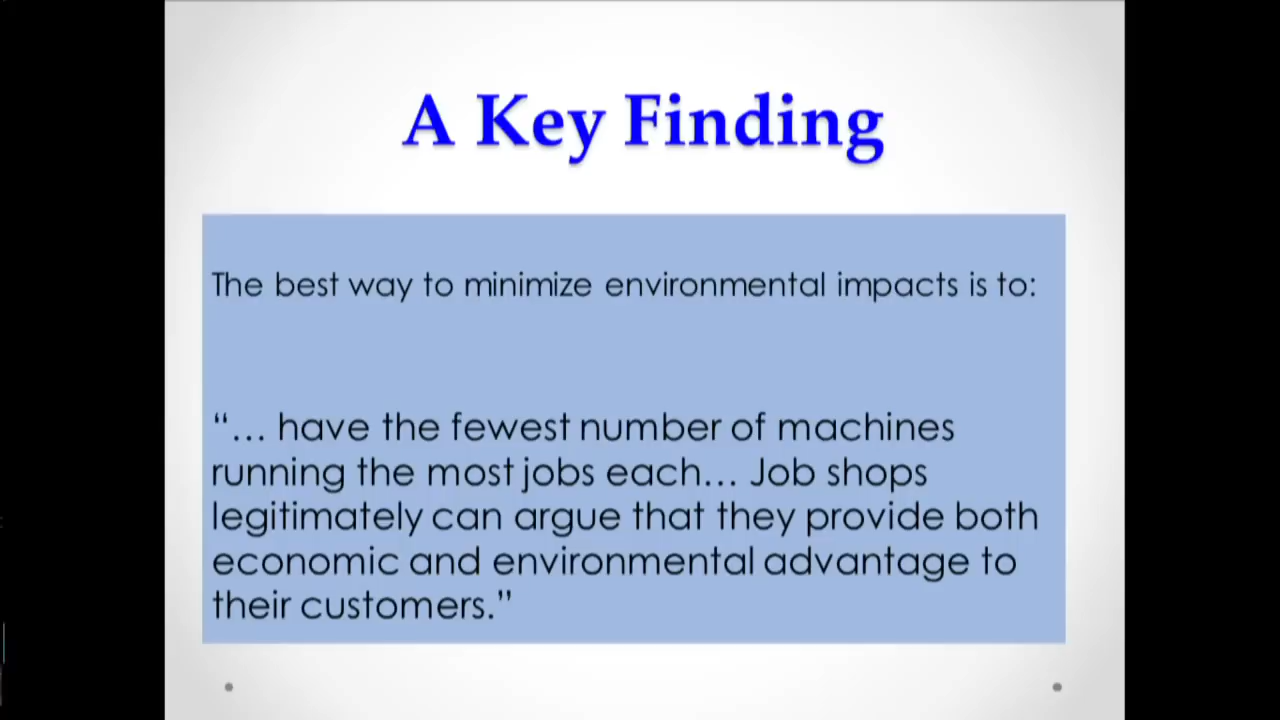 A Key Finding
The best way to minimize environmental impacts is to:
“… have the fewest number of machines
running the most jobs each… Job shops
legitimately can argue that they provide both
economic and environmental advantage to
their customers.”